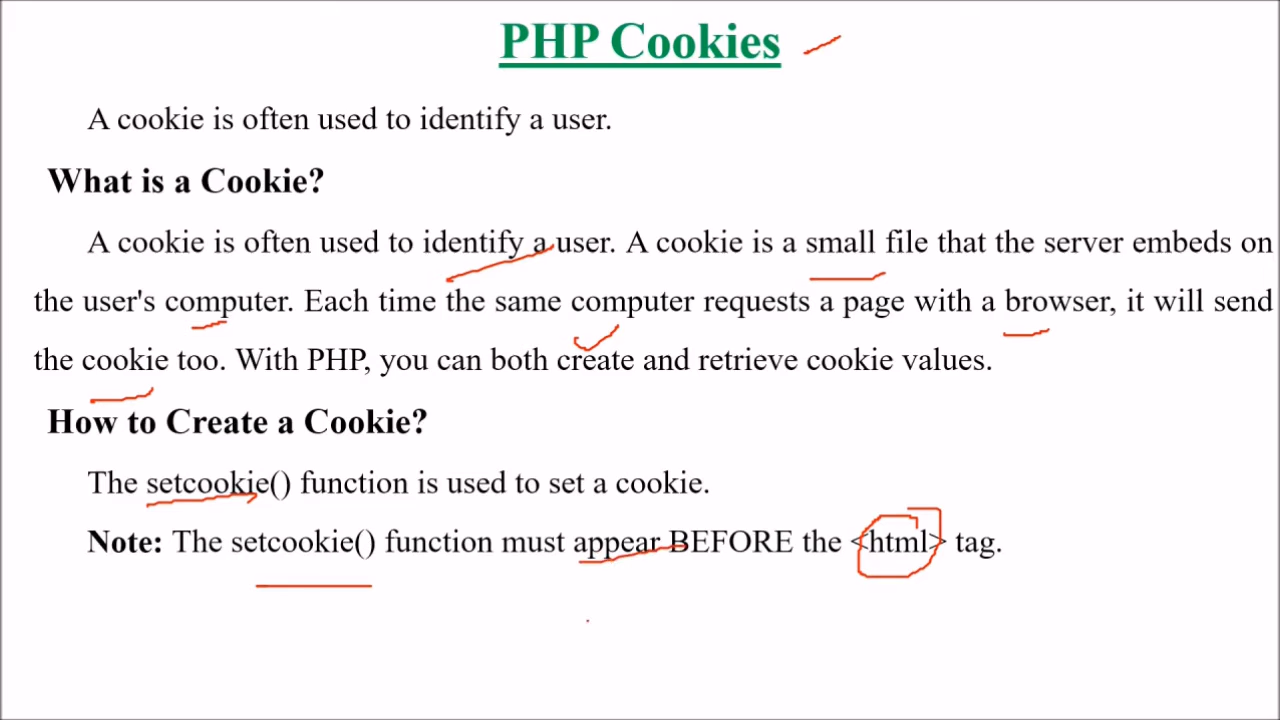 PHP Cookies
A cookie is often used to identify a user.
What is a Cookie?
A cookie is often used to identify a user. A cookie is a small file that the server embeds on
the user's computer. Each time the same computer requests a page with a browser, it will send
the cookie too. With PHP, you can both create and retrieve cookie values.
How to Create a Cookie?
The setcookie() function is used to set a cookie.
Note: The setcookie() function must appear BEFORE the <html> tag.